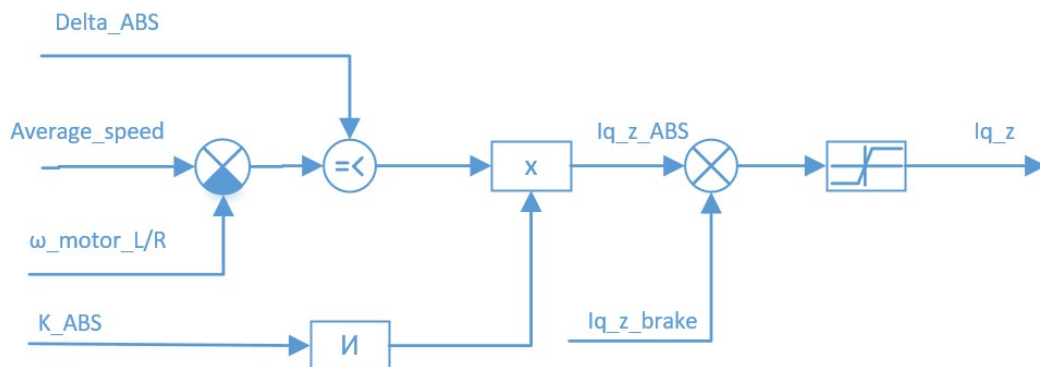 Delta_ABS
Average_speed
=<
x
Iq_z_ABS
Iq_z
ω_motor_L/R
K_ABS
И
Iq_z_brake